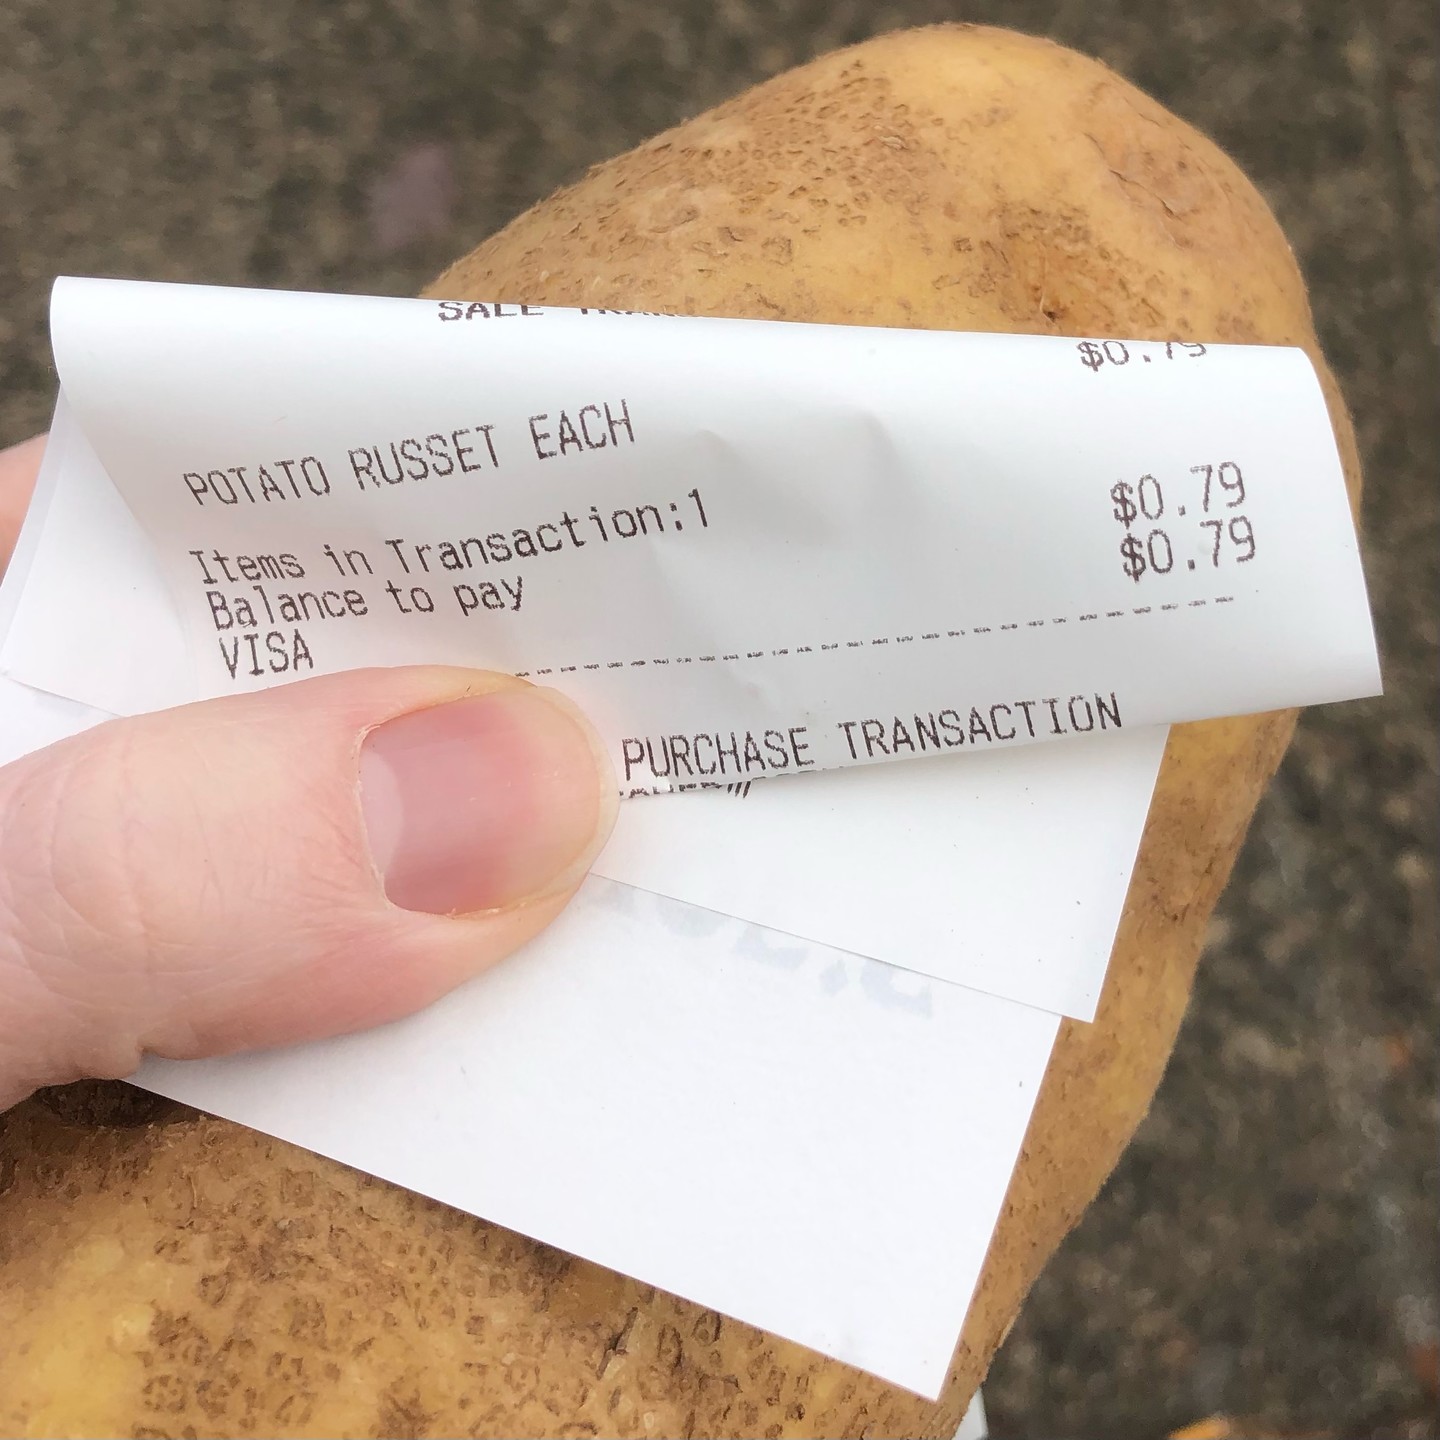 SALE
$0.79
POTATO RUSSET EACH
Items in Transaction:1
Balance to pay $0.79
VISA $0.79
PURCHASE TRANSACTION